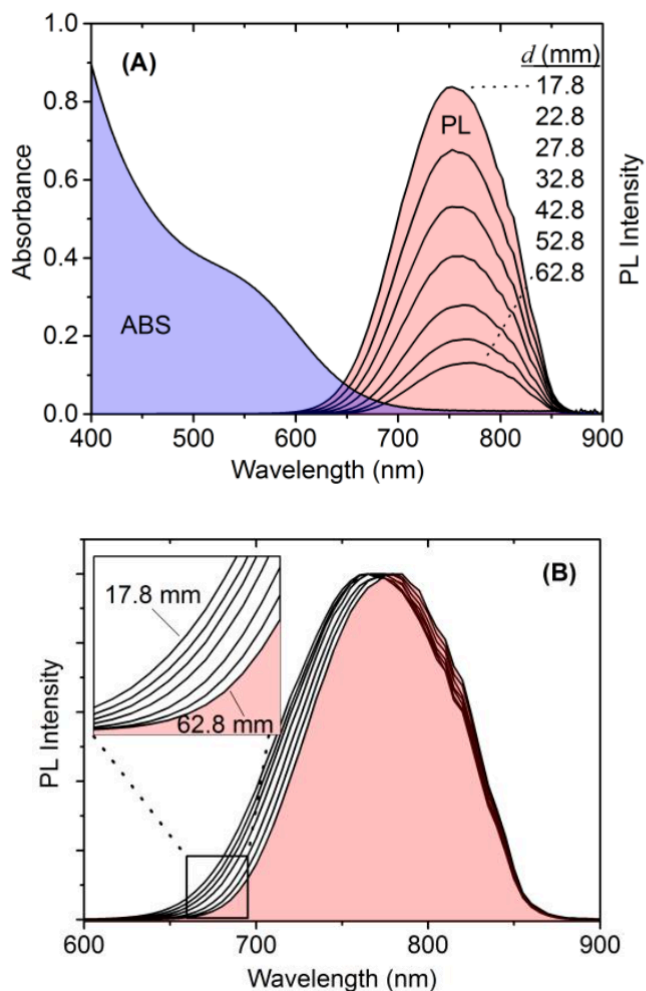 (A)
d (mm)
17.8
22.8
27.8
32.8
42.8
52.8
62.8
PL
ABS
Absorbance
PL Intensity
1.0
0.8
0.6
0.4
0.2
0.0
400 500 600 700 800 900
Wavelength (nm)
(B)
17.8 mm
62.8 mm
PL Intensity
600 700 800 900
Wavelength (nm)